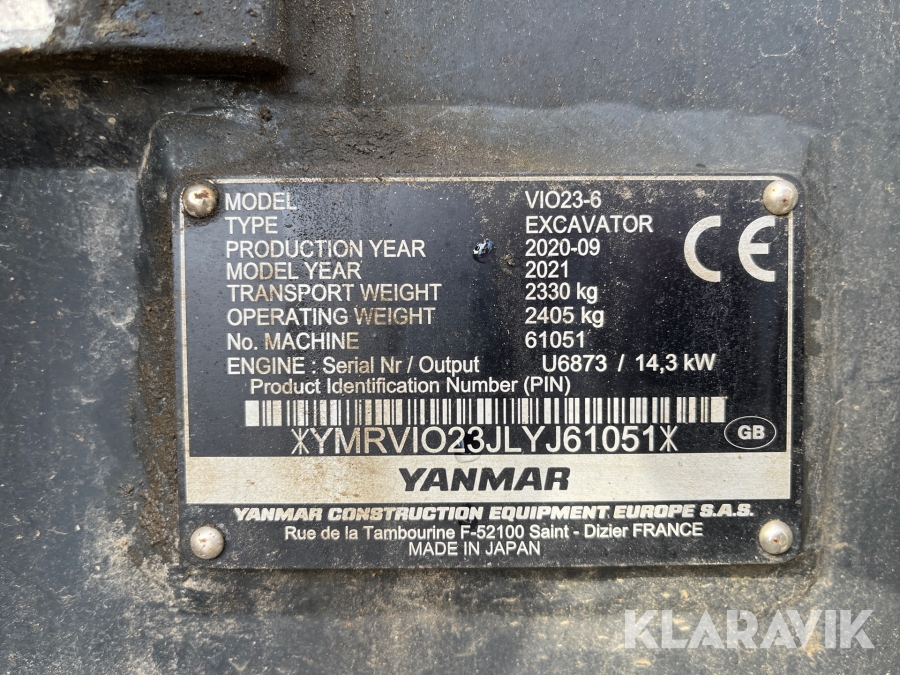 MODEL VIO23-6
TYPE EXCAVATOR
PRODUCTION YEAR 2020-09
MODEL YEAR 2021
TRANSPORT WEIGHT 2330 kg
OPERATING WEIGHT 2405 kg
No. MACHINE 61051
ENGINE : Serial Nr / Output U6873 / 14,3 kW
Product Identification Number (PIN)
*YMRVIO23JLYJ61051*
CE
GB
YANMAR
YANMAR CONSTRUCTION EQUIPMENT EUROPE S.A.S.
Rue de la Tambourine F-52100 Saint - Dizier FRANCE
MADE IN JAPAN
KLARAVIK